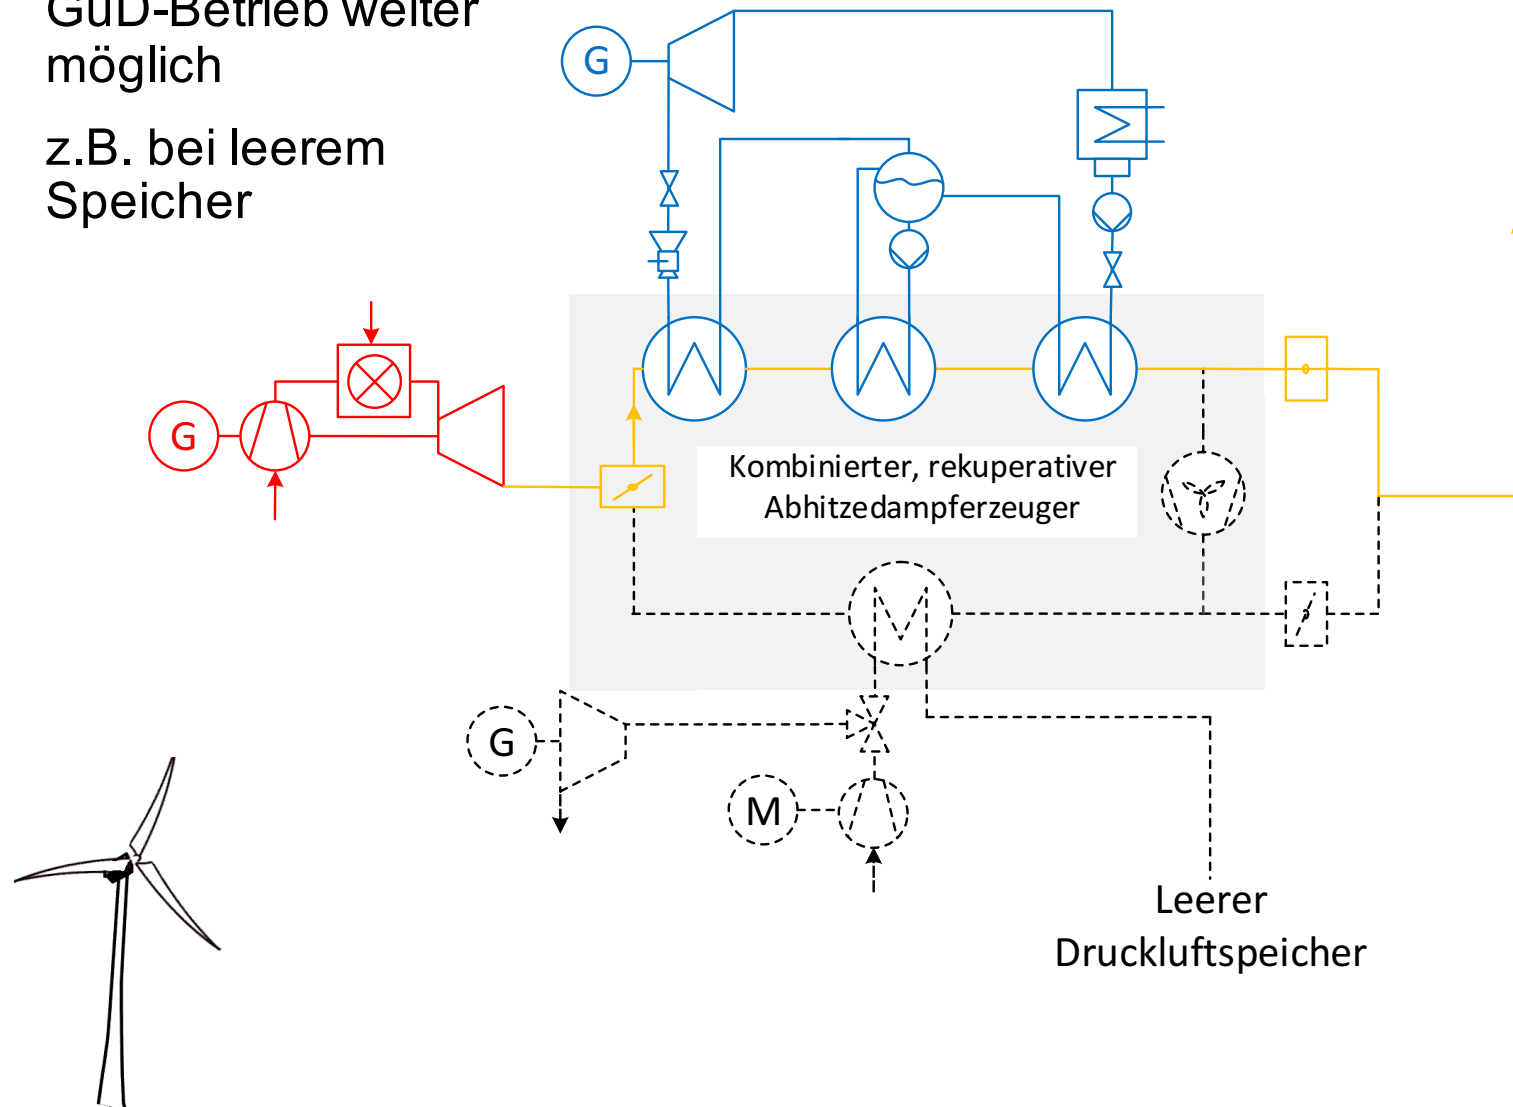 GuD-Betrieb weiter
möglich
z.B. bei leerem
Speicher
G
G
Kombinierter, rekuperativer
Abhitzedampferzeuger
G
M
Leerer
Druckluftspeicher